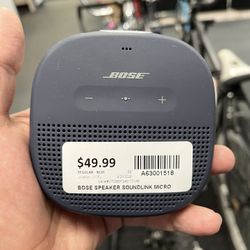 BOSE
$49.99
A63001518
BOSE SPEAKER SOUNDLINK MICRO